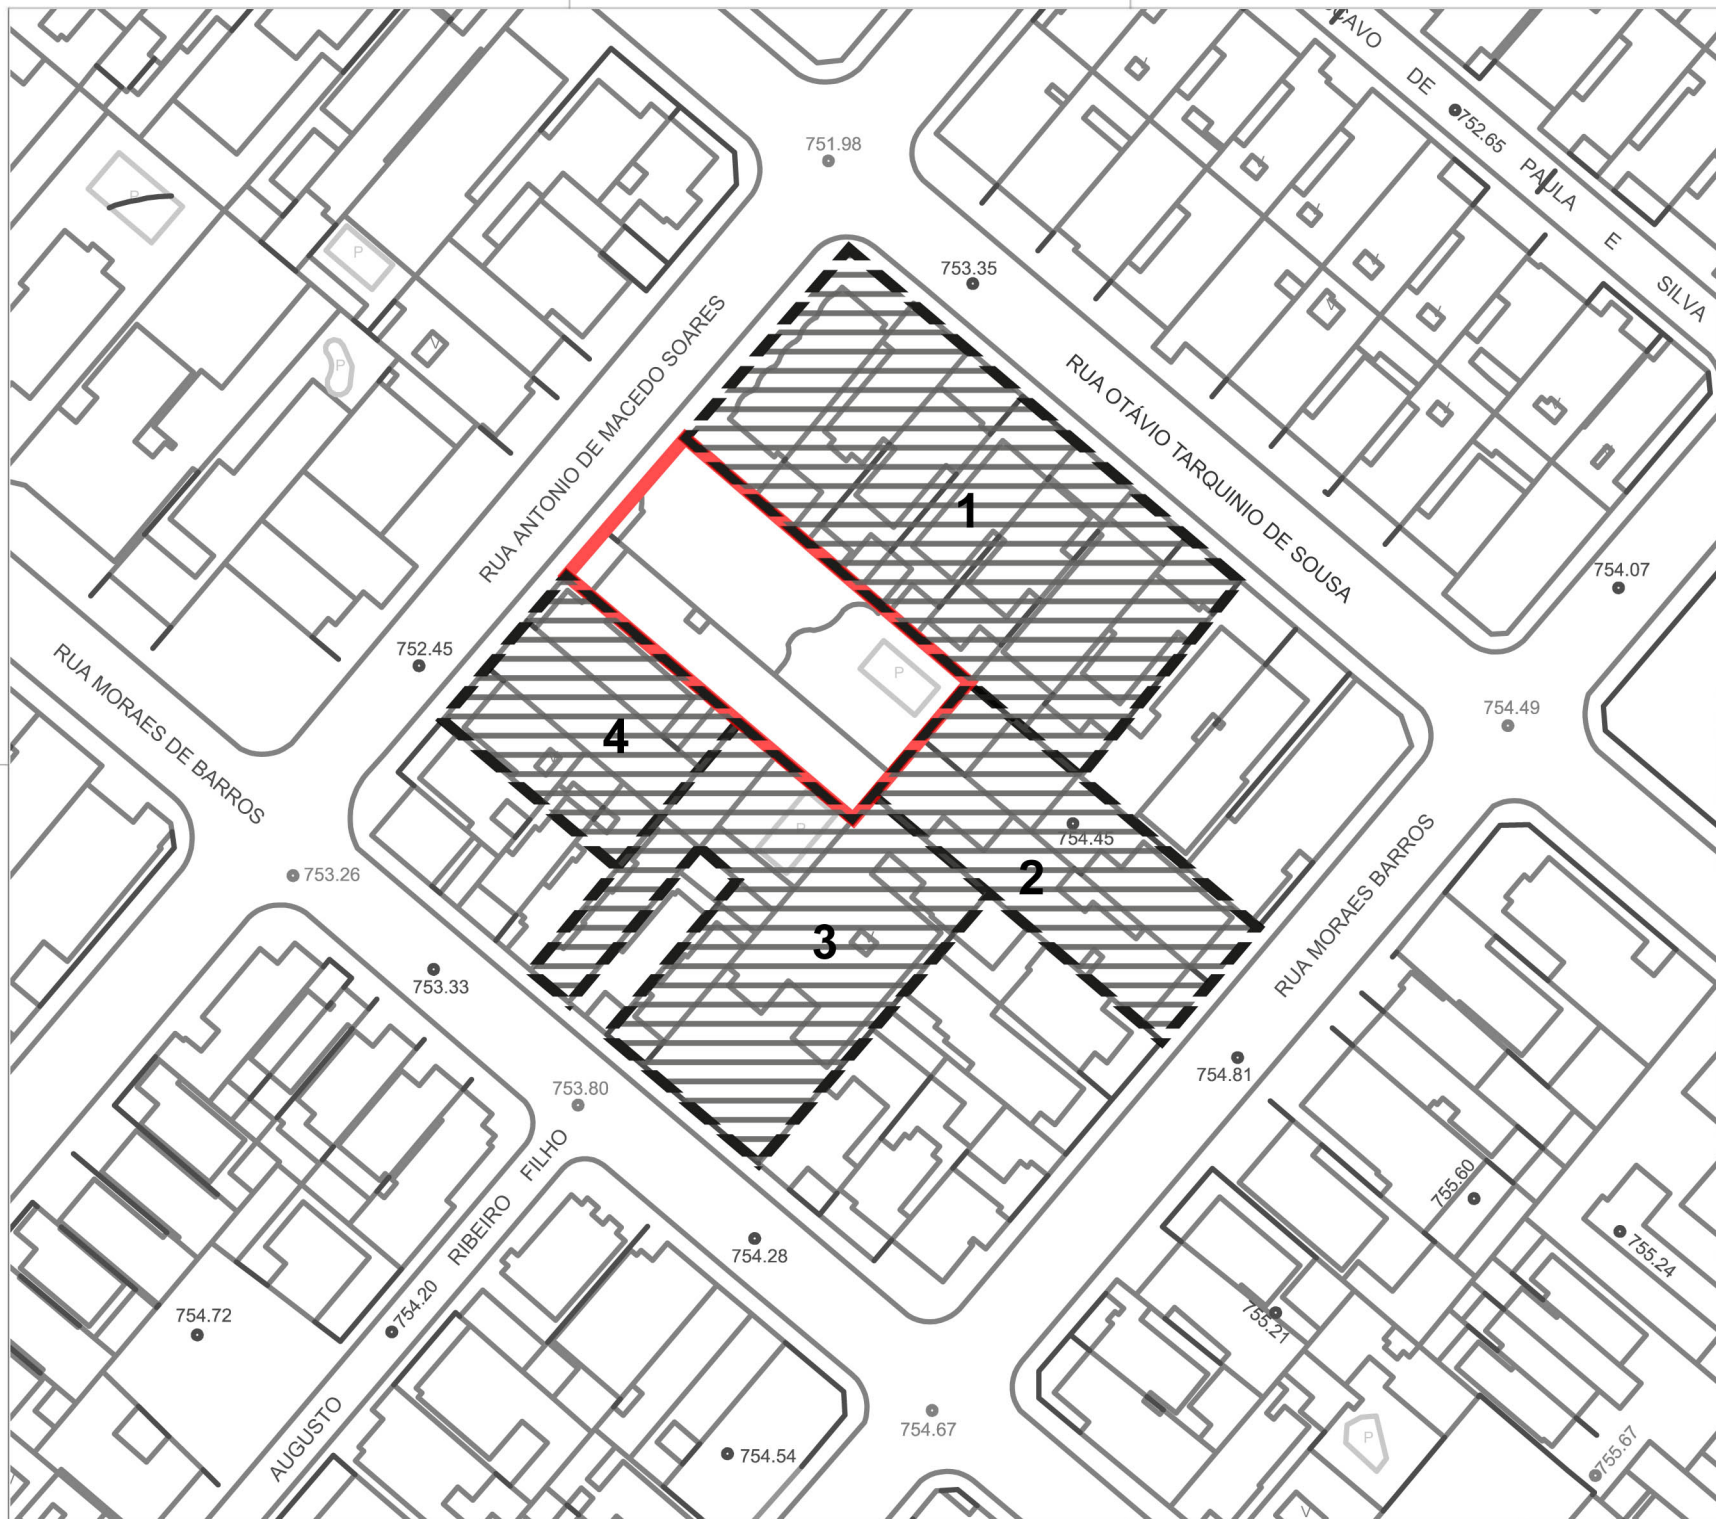 CAVO
DE
752.65
PAULA
E
SILVA
751.98
753.35
P
P
P
RUA ANTONIO DE MACEDO SOARES
RUA OTÁVIO TARQUINIO DE SOUSA
1
754.07
752.45
RUA MORAES DE BARROS
P
754.49
4
P
754.45
753.26
2
RUA MORAES BARROS
3
753.33
753.80
754.81
RIBEIRO FILHO
755.60
754.28
755.24
754.72
754.20
755.21
AUGUSTO
754.67
754.54
P
755.67
V